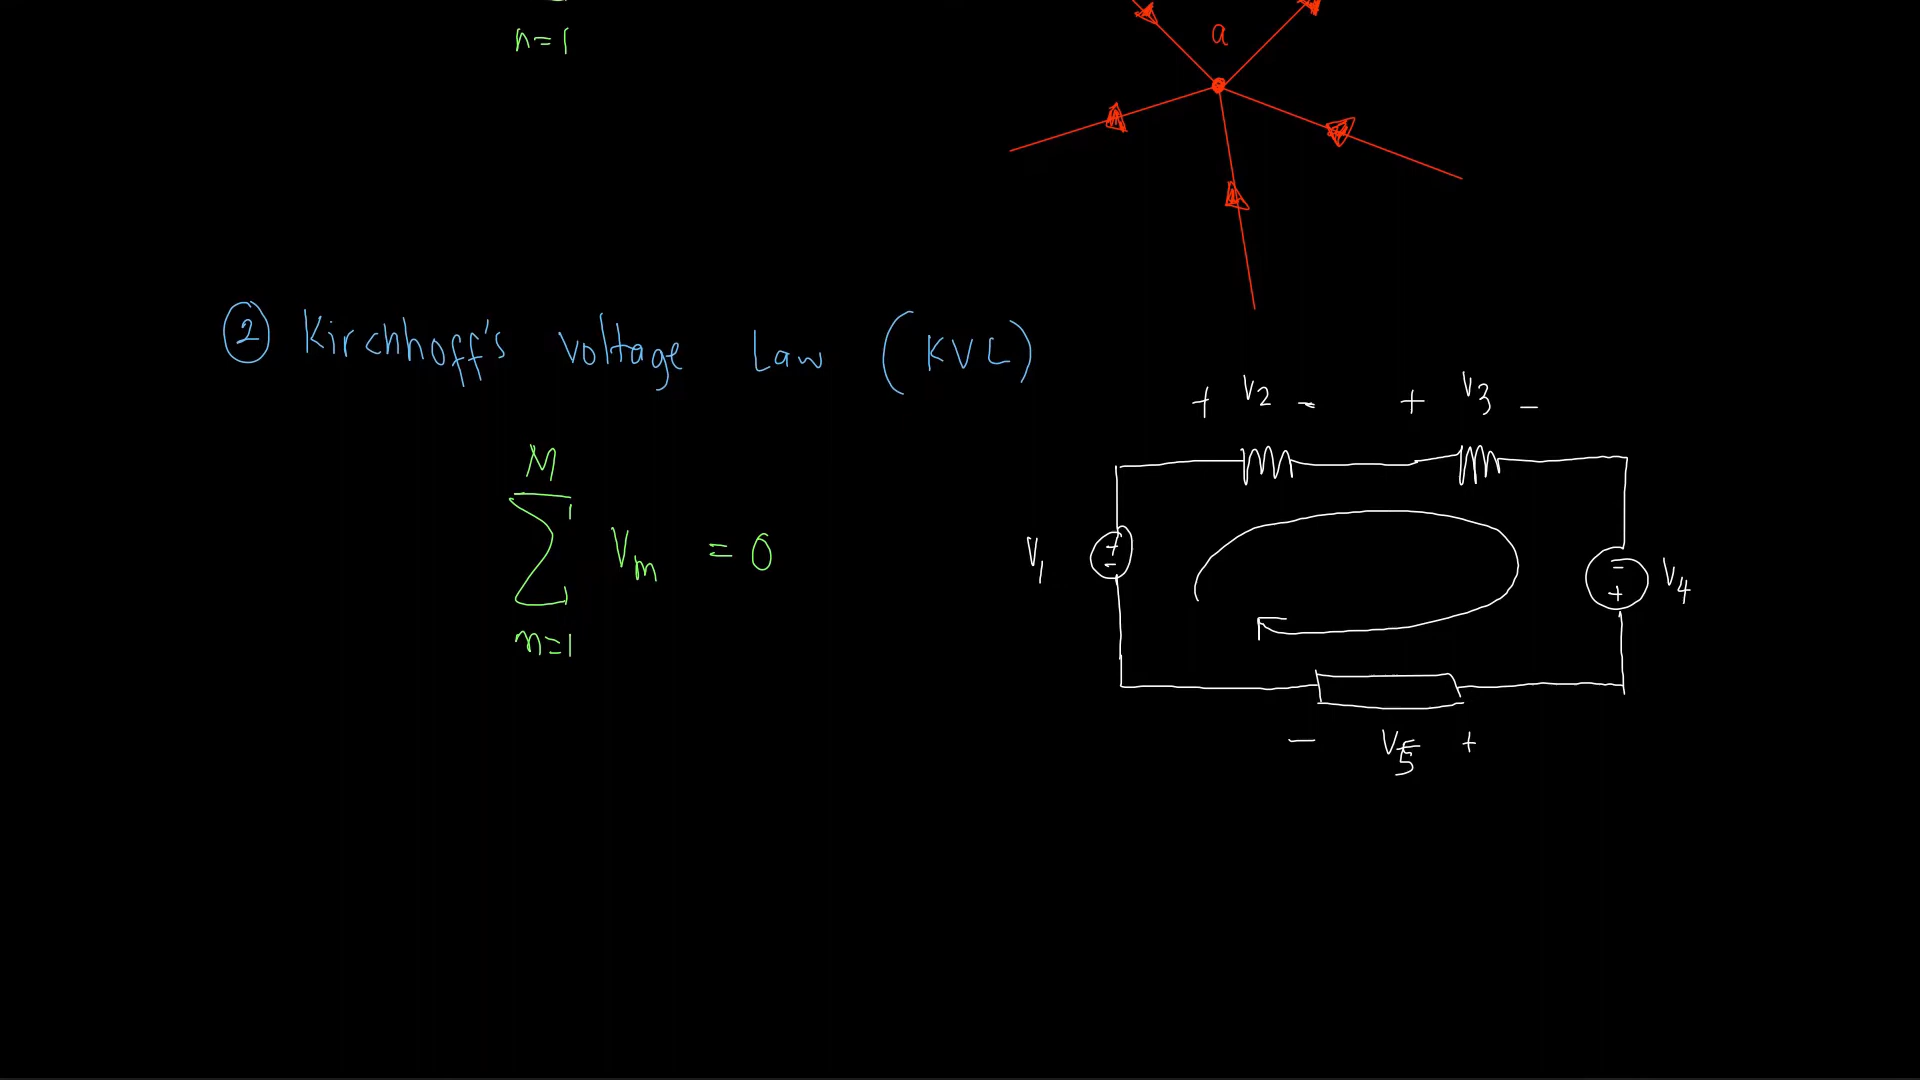 n=1
a
② Kirchhoff's Voltage Law (KVL)
+ V2 - + V3 -
M
∑ Vm = 0
m=1
V1 + -
- + V4
- V5 +